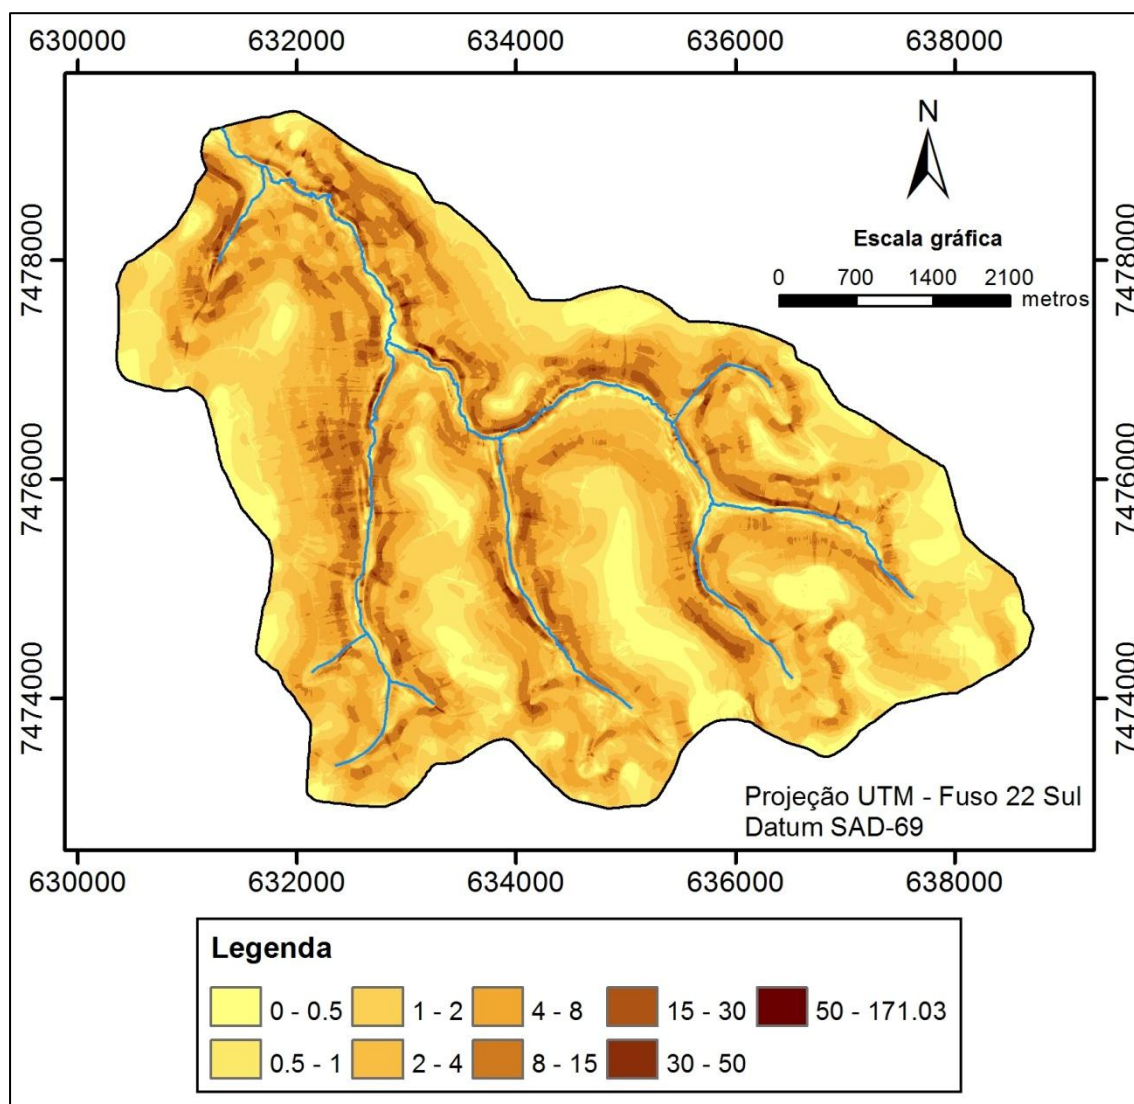 630000 632000 634000 636000 638000
N
Escala gráfica
0 700 1400 2100
metros
7478000 7478000
7476000 7476000
7474000 7474000
Projeção UTM - Fuso 22 Sul
Datum SAD-69
630000 632000 634000 636000 638000
Legenda
0 - 0.5 1 - 2 4 - 8 15 - 30 50 - 171.03
0.5 - 1 2 - 4 8 - 15 30 - 50